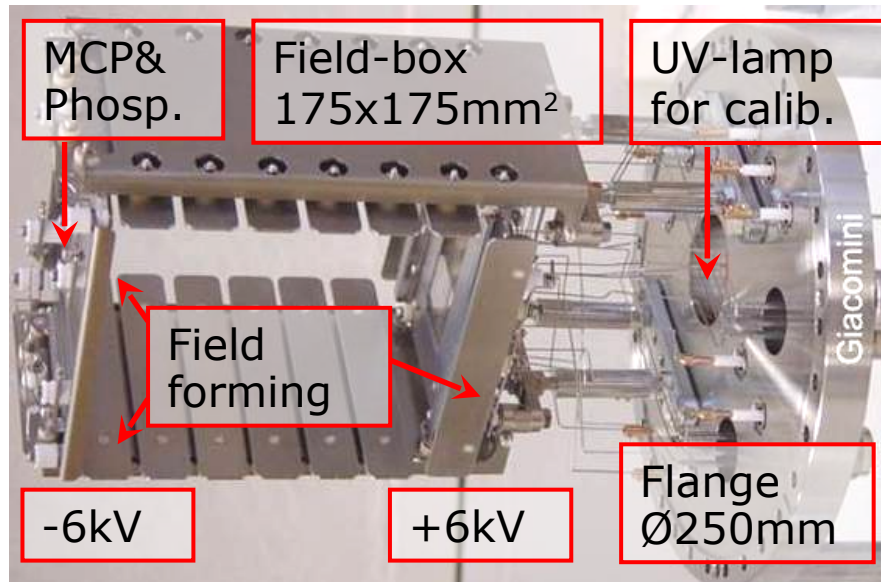 MCP&
Phosp.
Field-box
175x175mm²
UV-lamp
for calib.
Giacomini
Field
forming
-6kV
+6kV
Flange
Ø250mm